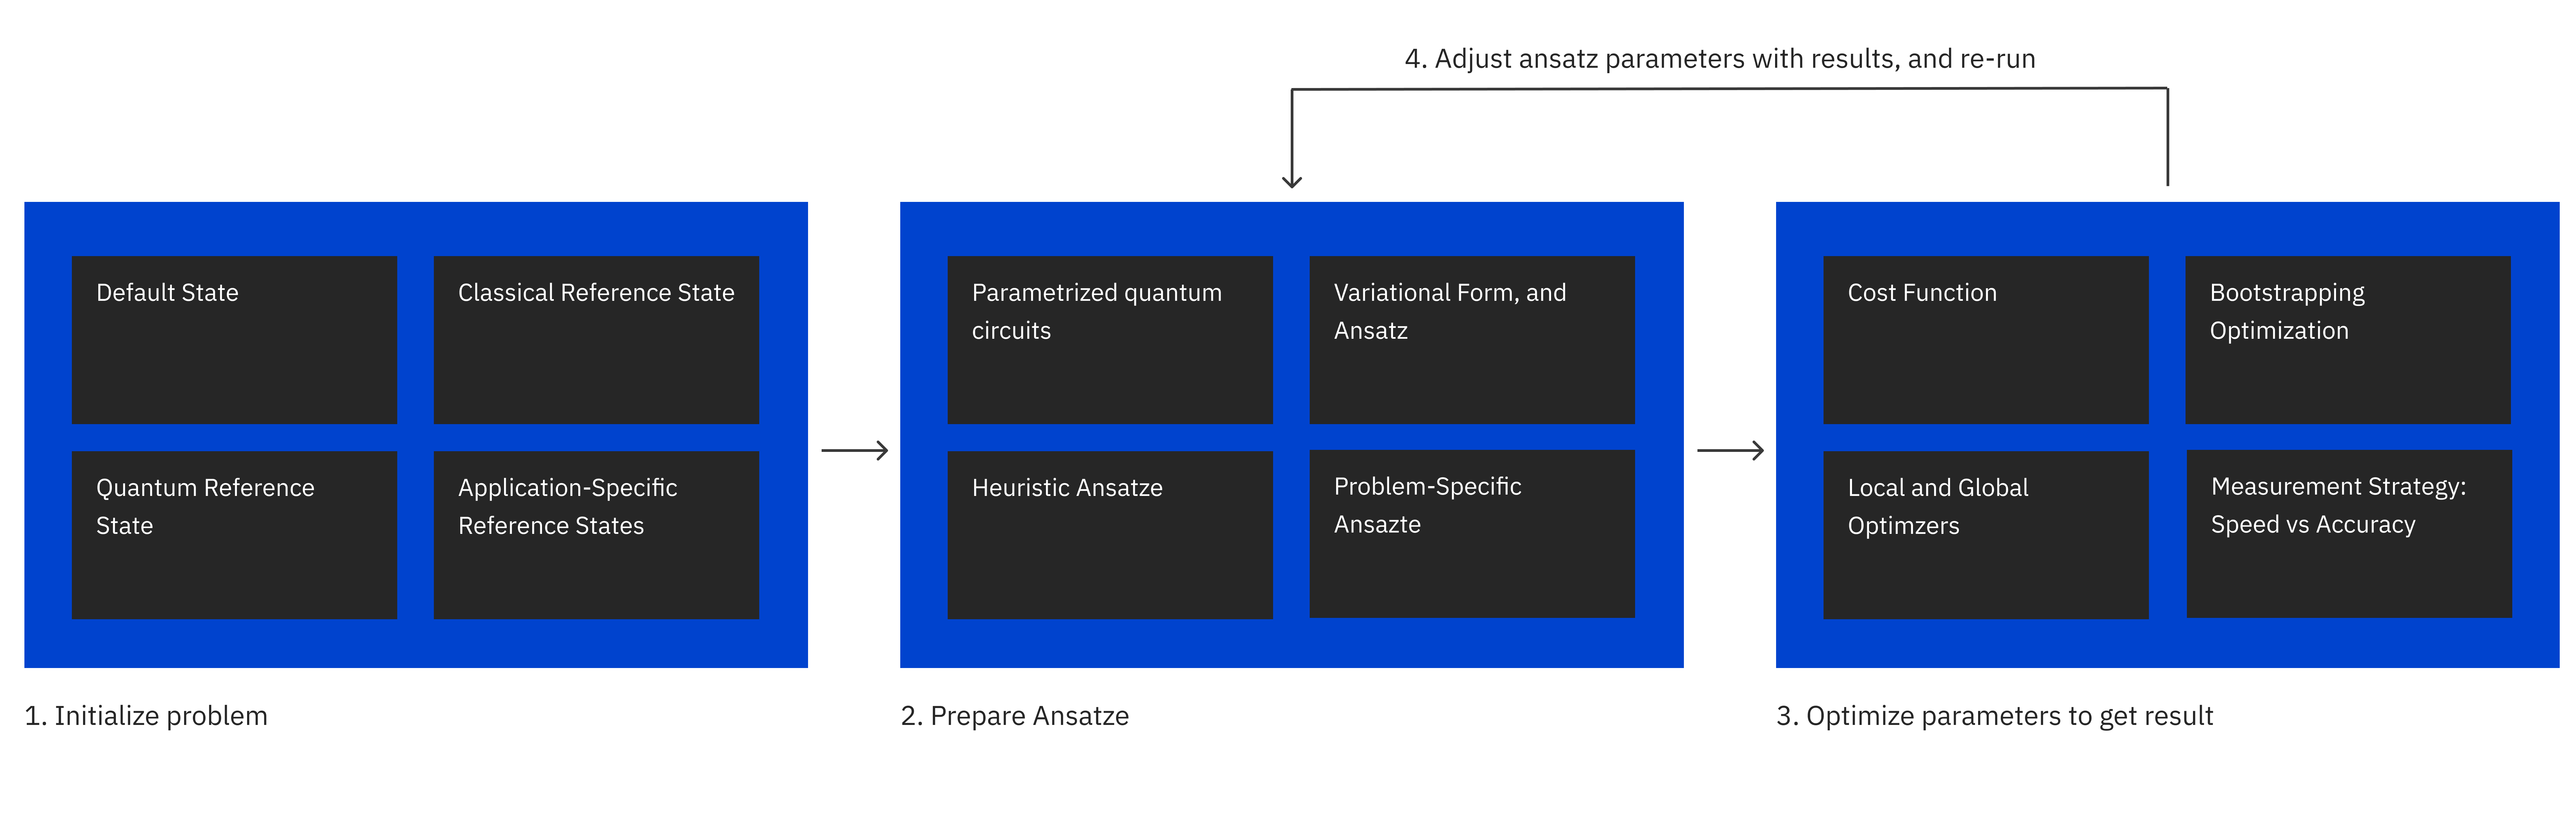 4. Adjust ansatz parameters with results, and re-run
Default State
Classical Reference State
Quantum Reference
State
Application-Specific
Reference States
1. Initialize problem
Parametrized quantum
circuits
Variational Form, and
Ansatz
Heuristic Ansatze
Problem-Specific
Ansazte
2. Prepare Ansatze
Cost Function
Bootstrapping
Optimization
Local and Global
Optimzers
Measurement Strategy:
Speed vs Accuracy
3. Optimize parameters to get result